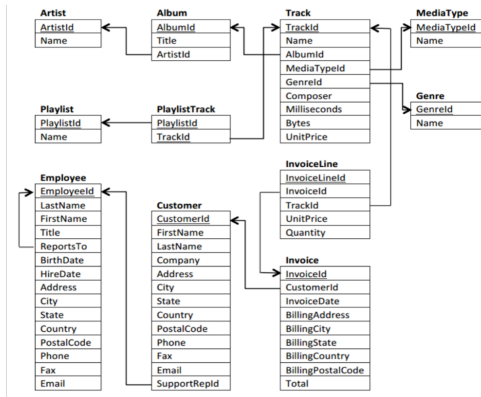 Artist
ArtistId
Name
Album
AlbumId
Title
ArtistId
Track
TrackId
Name
AlbumId
MediaTypeId
GenreId
Composer
Milliseconds
Bytes
UnitPrice
MediaType
MediaTypeId
Name
Genre
GenreId
Name
Playlist
PlaylistId
Name
PlaylistTrack
PlaylistId
TrackId
Employee
EmployeeId
LastName
FirstName
Title
ReportsTo
BirthDate
HireDate
Address
City
State
Country
PostalCode
Phone
Fax
Email
Customer
CustomerId
FirstName
LastName
Company
Address
City
State
Country
PostalCode
Phone
Fax
Email
SupportRepId
InvoiceLine
InvoiceLineId
InvoiceId
TrackId
UnitPrice
Quantity
Invoice
InvoiceId
CustomerId
InvoiceDate
BillingAddress
BillingCity
BillingState
BillingCountry
BillingPostalCode
Total